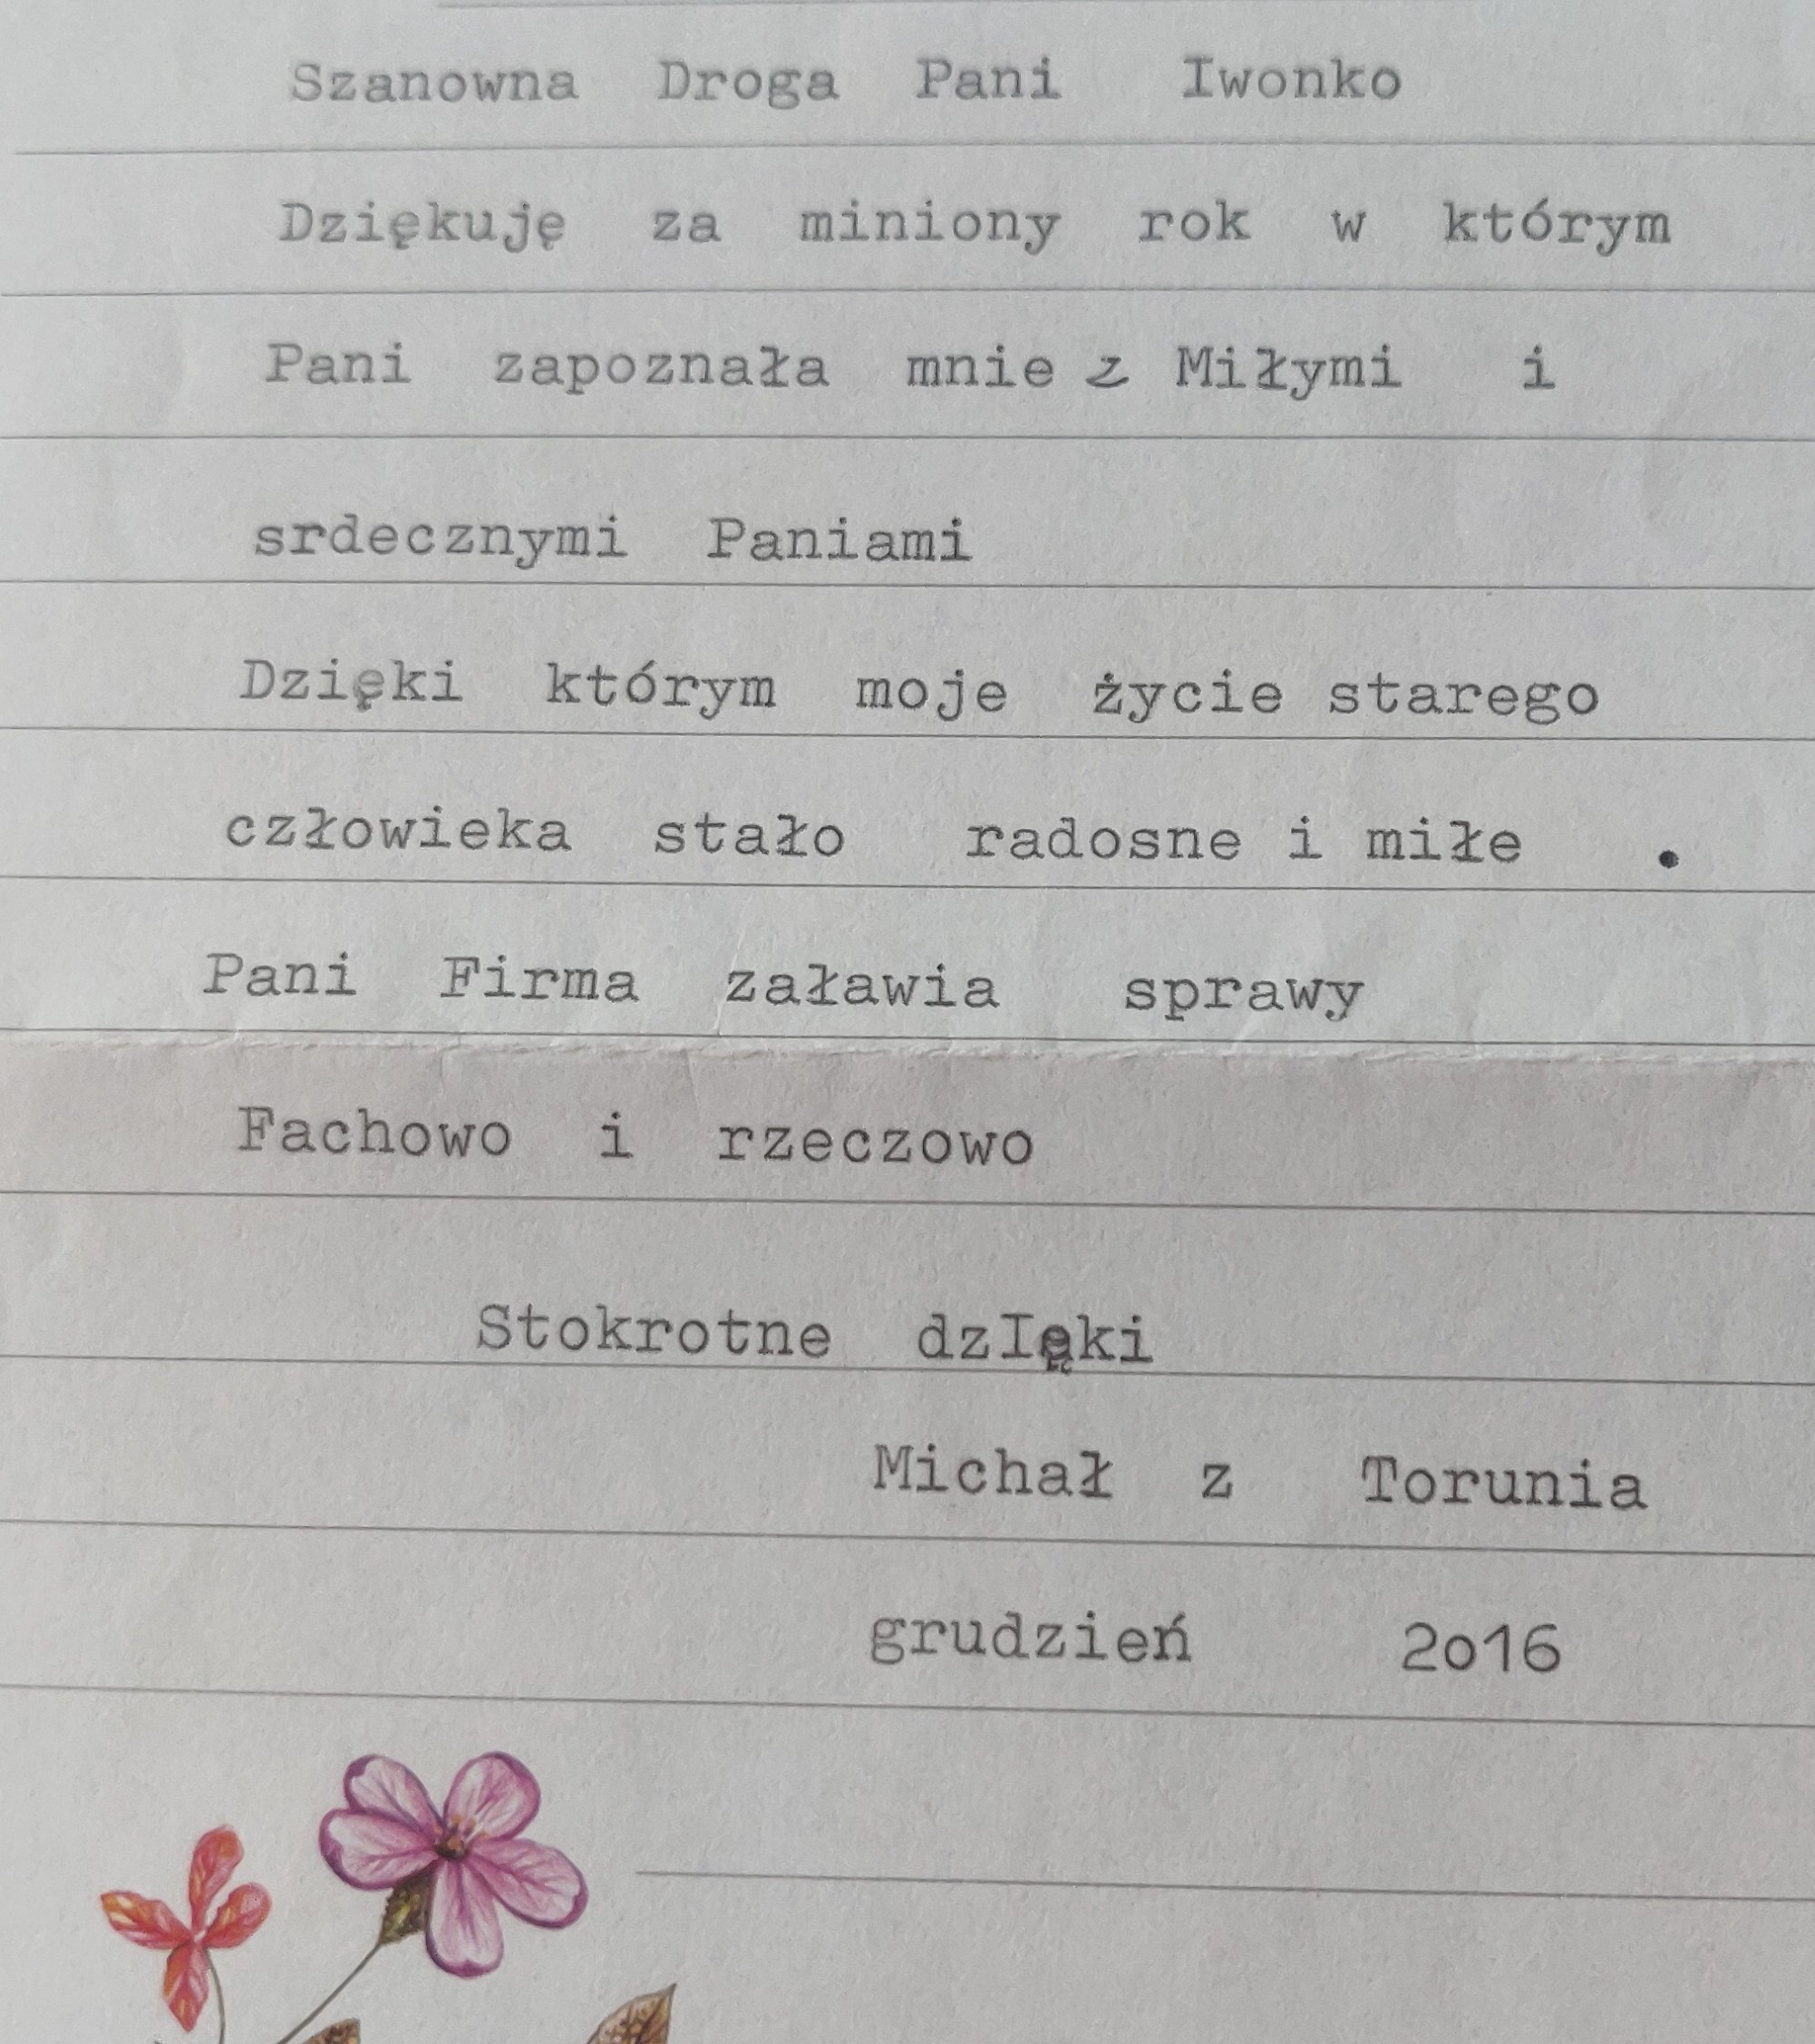 Szanowna Droga Pani Iwonko
Dziękuję za miniony rok w którym
Pani zapoznała mnie z Miłymi i
srdecznymi Paniami
Dzięki którym moje życie starego
człowieka stało radosne i miłe .
Pani Firma załawia sprawy
Fachowo i rzeczowo
Stokrotne dzIęki
Michał z Torunia
grudzień 2o16